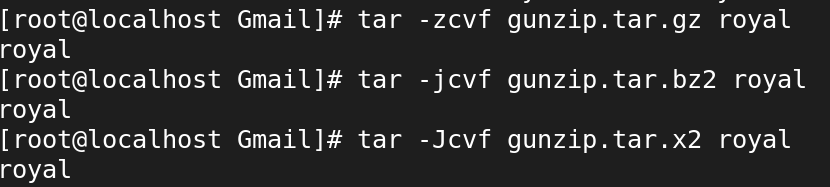 [root@localhost Gmail]# tar -zcvf gunzip.tar.gz royal
royal
[root@localhost Gmail]# tar -jcvf gunzip.tar.bz2 royal
royal
[root@localhost Gmail]# tar -Jcvf gunzip.tar.x2 royal
royal